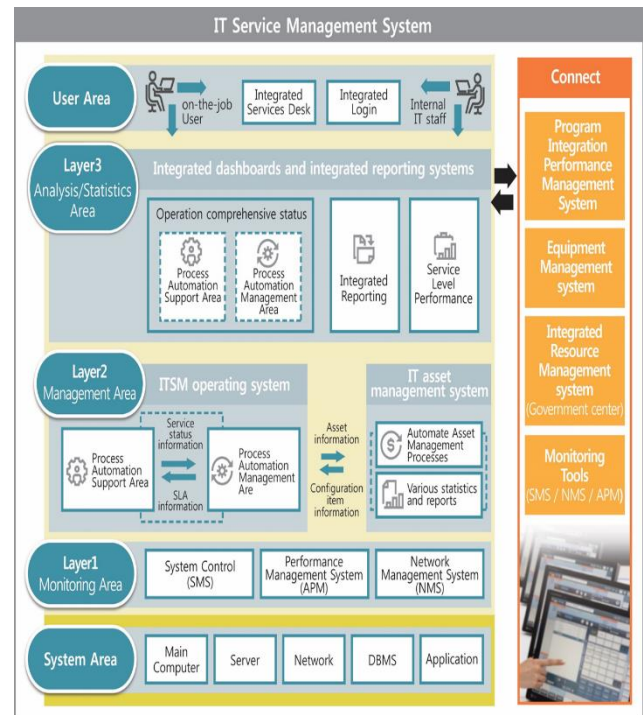 IT Service Management System
User Area
on-the-job
User
Integrated
Services Desk
Integrated
Login
Internal
IT staff
Layer3
Analysis/Statistics
Area
Integrated dashboards and integrated reporting systems
Operation comprehensive status
Process
Automation
Support Area
Process
Automation
Management
Area
Integrated
Reporting
Service
Level
Performance
Layer2
Management Area
ITSM operating system
Process
Automation
Support Area
Service
status
information
SLA
information
Process
Automation
Management
Are
Asset
information
Configuration
item
information
IT asset
management system
Automate Asset
Management
Processes
Various statistics
and reports
Layer1
Monitoring Area
System Control
(SMS)
Performance
Management System
(APM)
Network
Management System
(NMS)
System Area
Main
Computer
Server
Network
DBMS
Application
Connect
Program
Integration
Performance
Management
System
Equipment
Management
system
Integrated
Resource
Management
system
(Government center)
Monitoring
Tools
(SMS / NMS / APM)